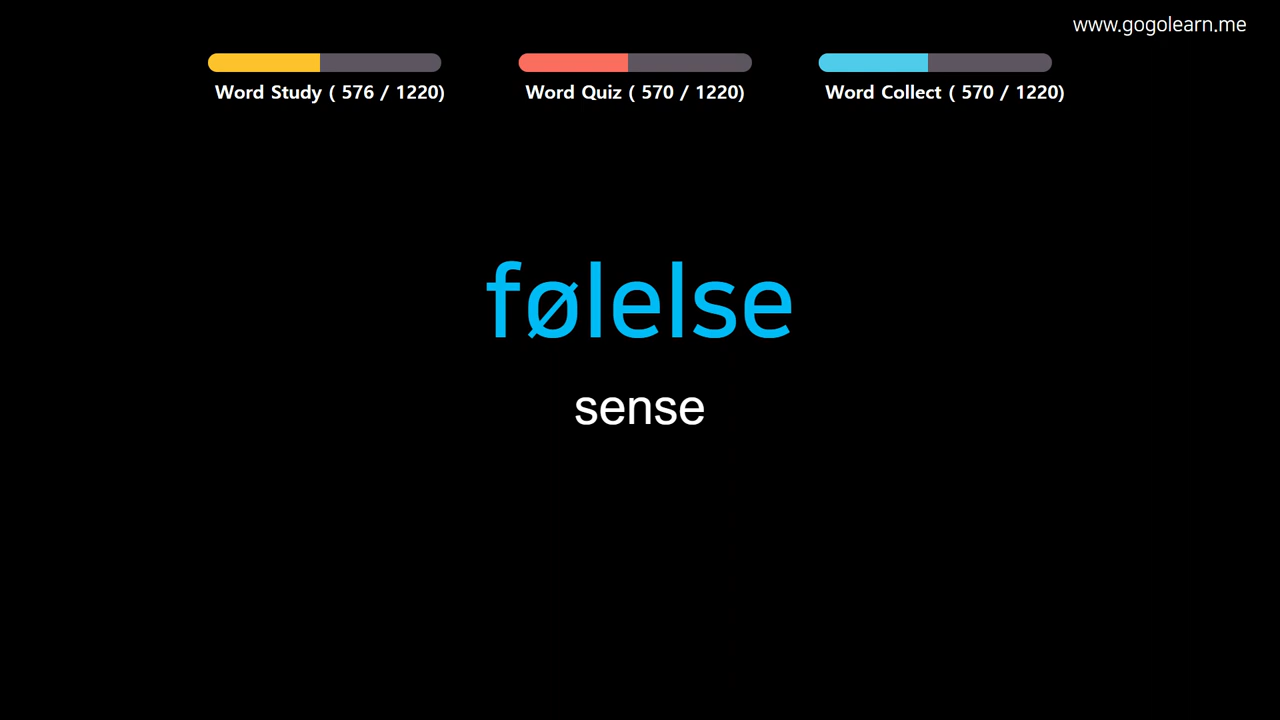 www.gogolearn.me
Word Study ( 576 / 1220)
Word Quiz ( 570 / 1220)
Word Collect ( 570 / 1220)
følelse
sense